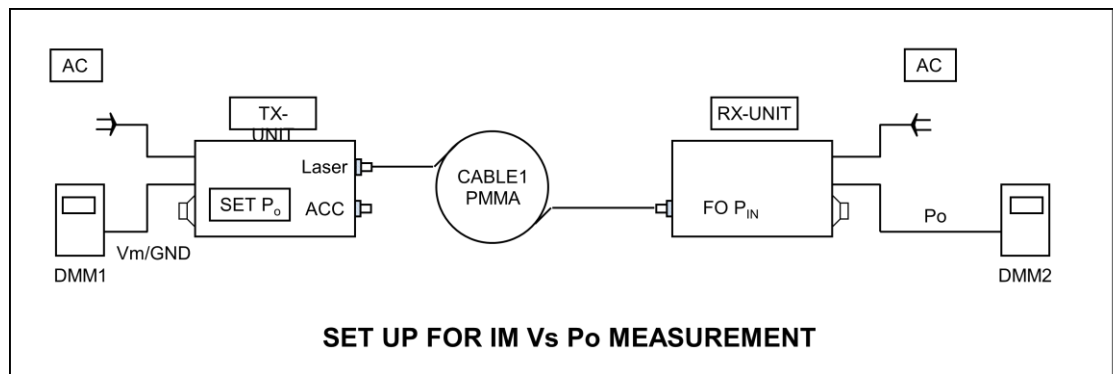 AC
AC
TX-
UNIT
RX-UNIT
Laser
SET Po
ACC
CABLE1
PMMA
FO PIN
Vm/GND
Po
DMM1
DMM2
SET UP FOR IM Vs Po MEASUREMENT